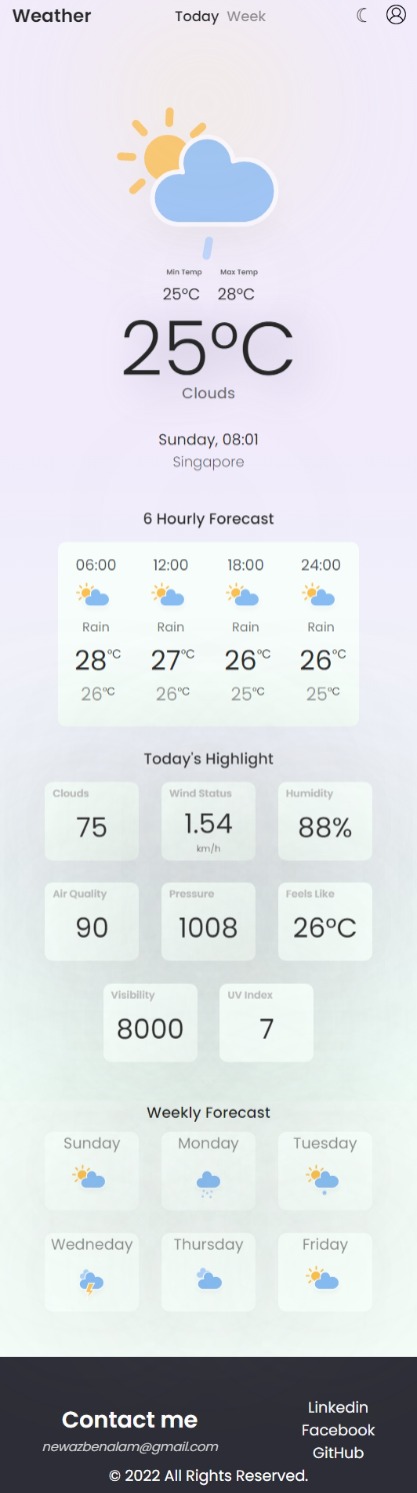 Weather Today Week
Min Temp Max Temp
25°C 28°C
25°C
Clouds
Sunday, 08:01
Singapore
6 Hourly Forecast
06:00 12:00 18:00 24:00
Rain Rain Rain Rain
28°C 27°C 26°C 26°C
26°C 26°C 25°C 25°C
Today's Highlight
Clouds Wind Status Humidity
75 1.54 88%
km/h
Air Quality Pressure Feels Like
90 1008 26°C
Visibility UV Index
8000 7
Weekly Forecast
Sunday Monday Tuesday
Wedneday Thursday Friday
Contact me
newazbenalam@gmail.com
Linkedin
Facebook
GitHub
© 2022 All Rights Reserved.